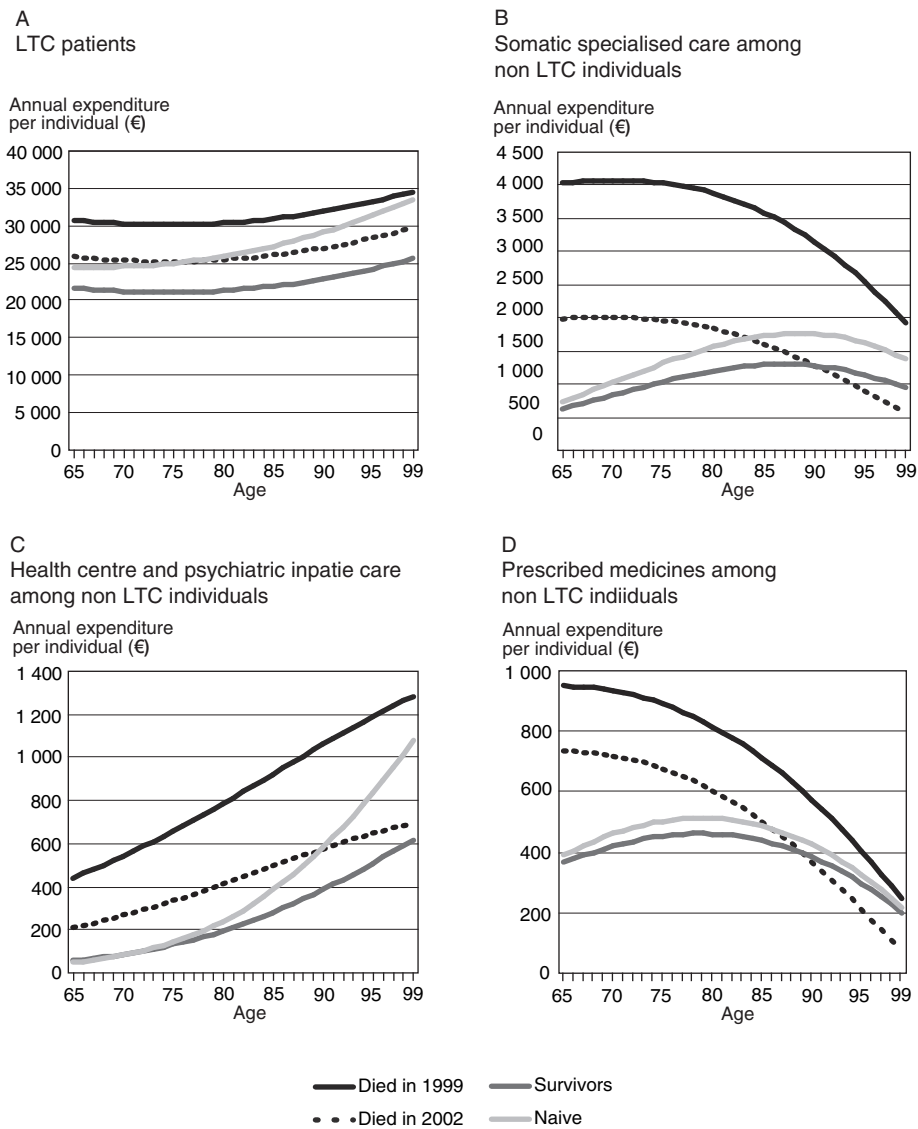 A
LTC patients
Annual expenditure
per individual (€)
40 000
35 000
30 000
25 000
20 000
15 000
10 000
5 000
0
65 70 75 80 85 90 95 99
Age
B
Somatic specialised care among
non LTC individuals
Annual expenditure
per individual (€)
4 500
4 000
3 500
3 000
2 500
2 000
1 500
1 000
500
0
65 70 75 80 85 90 95 99
Age
C
Health centre and psychiatric inpatie care
among non LTC individuals
Annual expenditure
per individual (€)
1 400
1 200
1 000
800
600
400
200
0
65 70 75 80 85 90 95 99
Age
D
Prescribed medicines among
non LTC indiiduals
Annual expenditure
per individual (€)
1 000
800
600
400
200
0
65 70 75 80 85 90 95 99
Age
Died in 1999 Survivors
Died in 2002 Naive